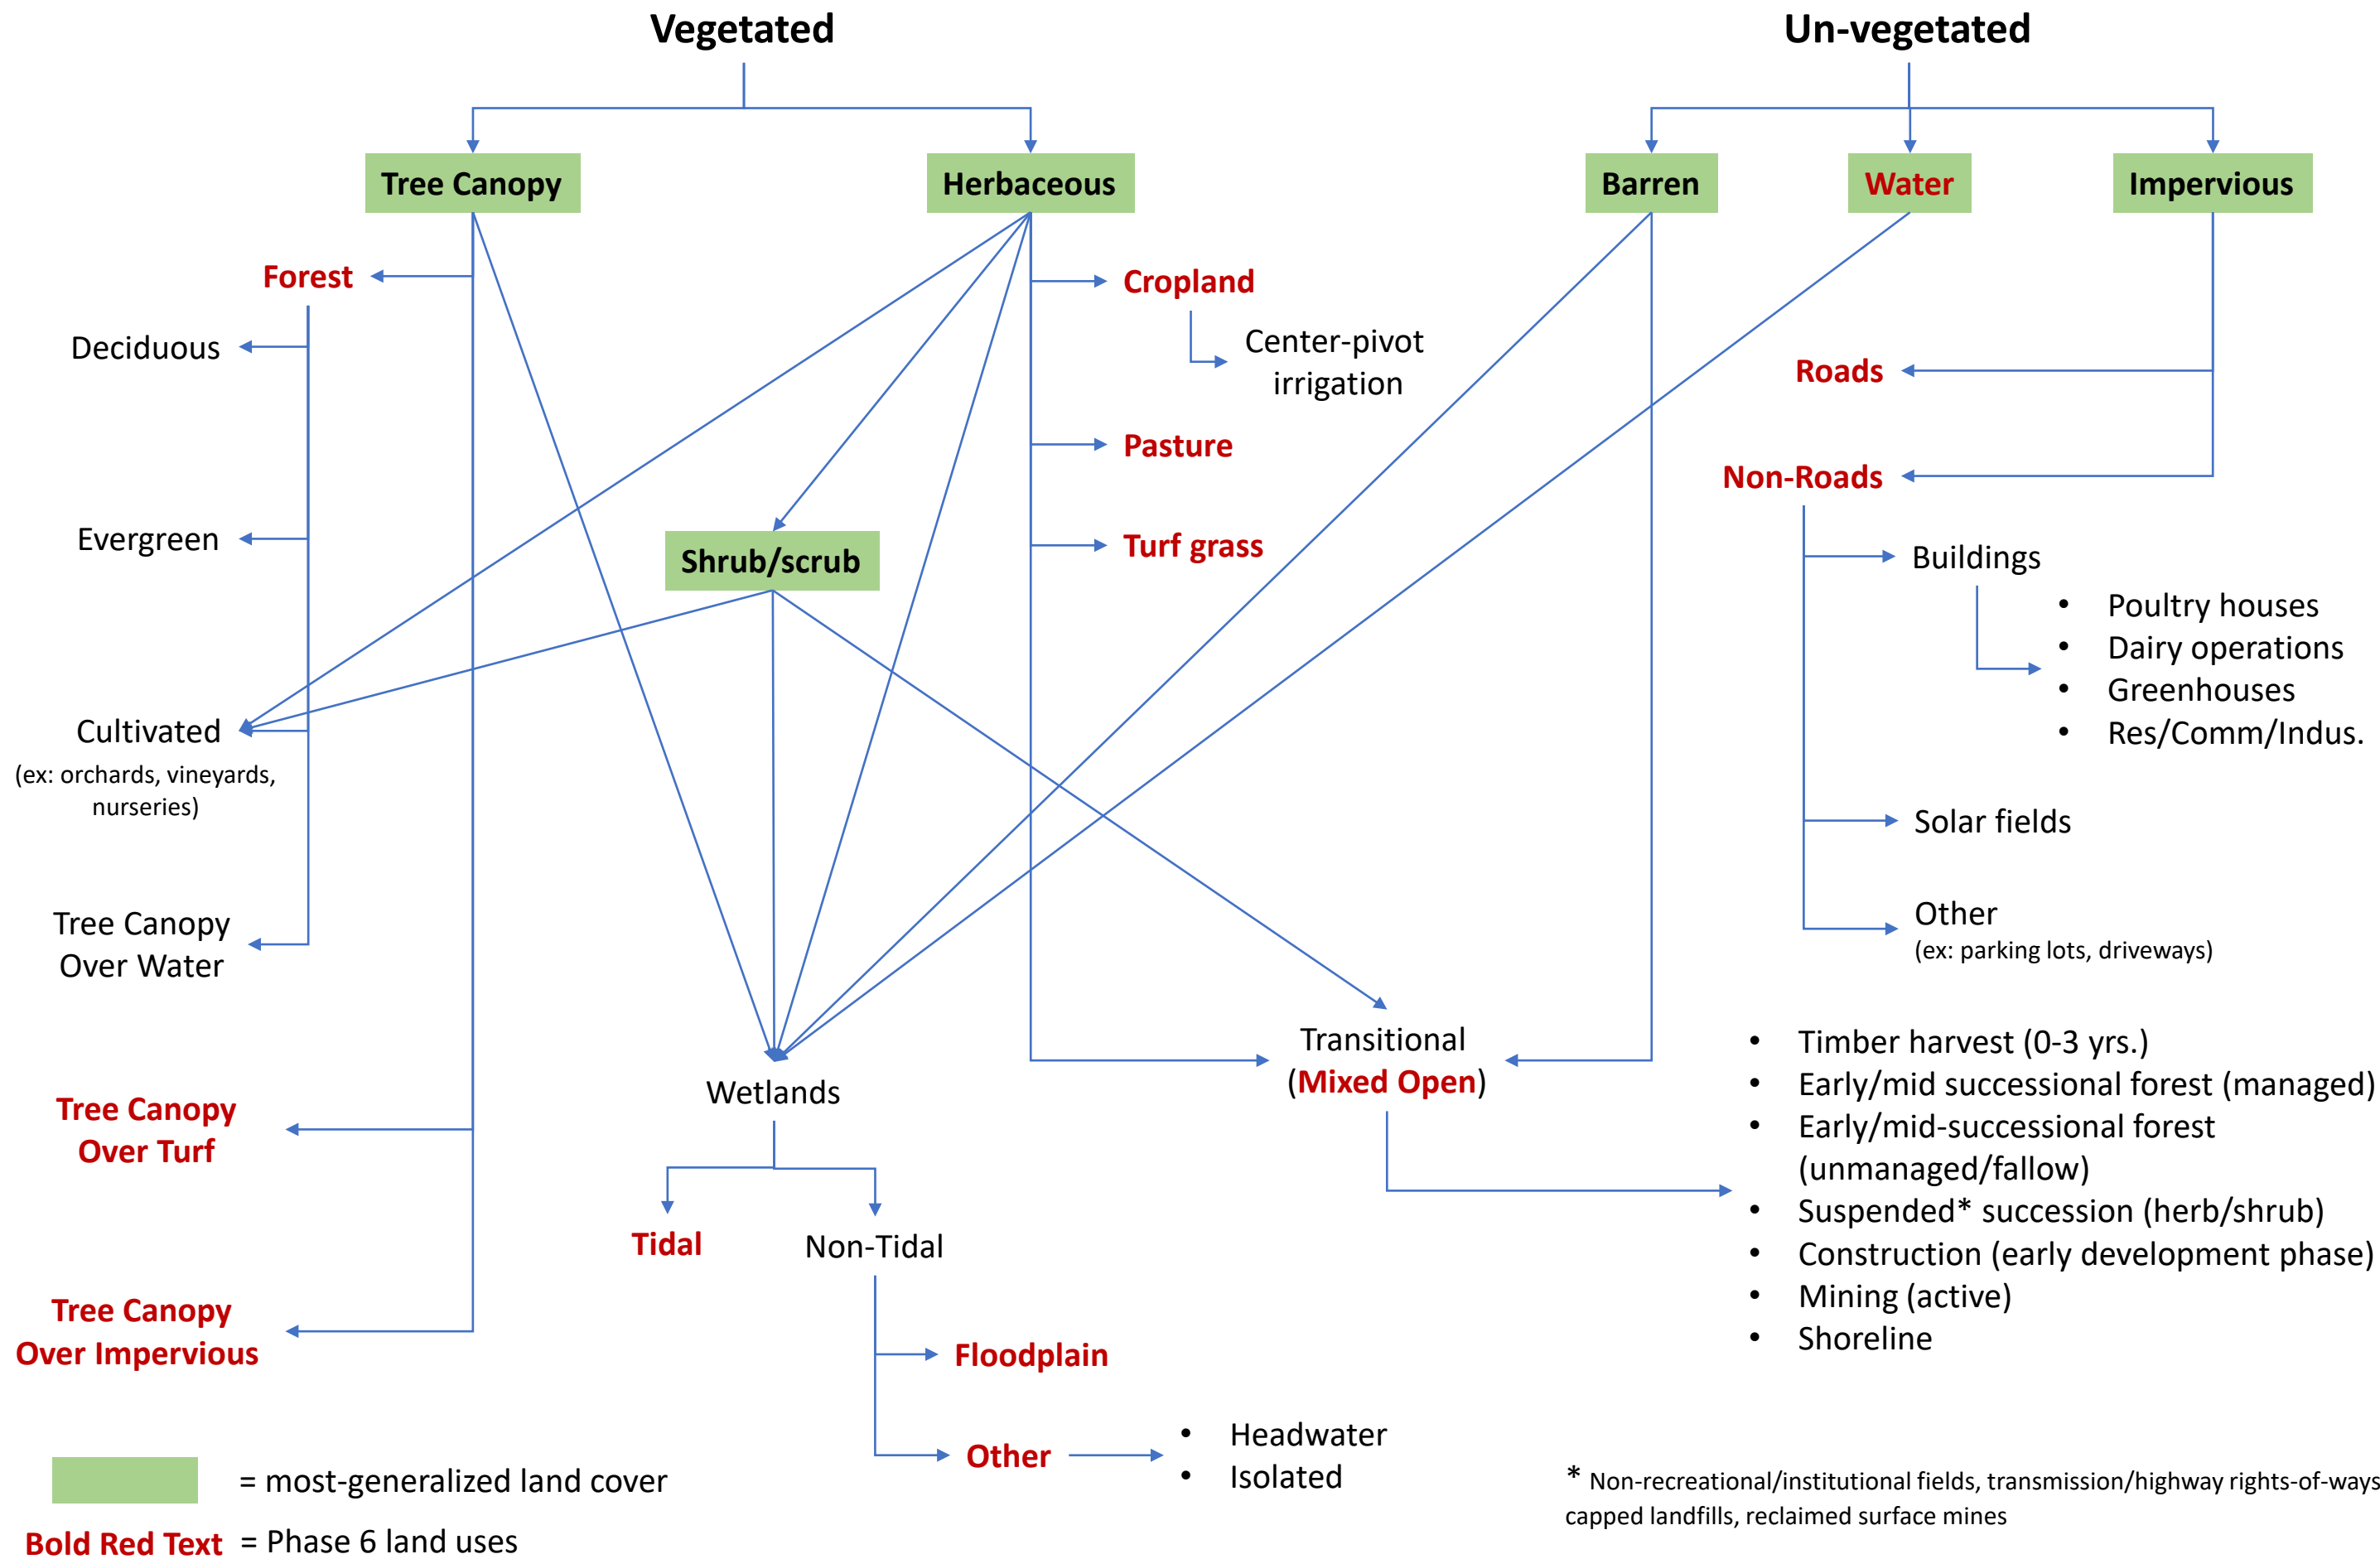 Vegetated
Un-vegetated
Tree Canopy
Herbaceous
Barren
Water
Impervious
Forest
Cropland
Deciduous
Center-pivot
irrigation
Roads
Pasture
Non-Roads
Evergreen
Turf grass
Shrub/scrub
Buildings
• Poultry houses
• Dairy operations
• Greenhouses
• Res/Comm/Indus.
Cultivated
(ex: orchards, vineyards,
nurseries)
Solar fields
Tree Canopy
Over Water
Other
(ex: parking lots, driveways)
Transitional
(Mixed Open)
• Timber harvest (0-3 yrs.)
• Early/mid successional forest (managed)
• Early/mid-successional forest
(unmanaged/fallow)
• Suspended* succession (herb/shrub)
• Construction (early development phase)
• Mining (active)
• Shoreline
Wetlands
Tree Canopy
Over Turf
Tidal
Non-Tidal
Tree Canopy
Over Impervious
Floodplain
Other
• Headwater
• Isolated
= most-generalized land cover
Bold Red Text = Phase 6 land uses
* Non-recreational/institutional fields, transmission/highway rights-of-ways
capped landfills, reclaimed surface mines